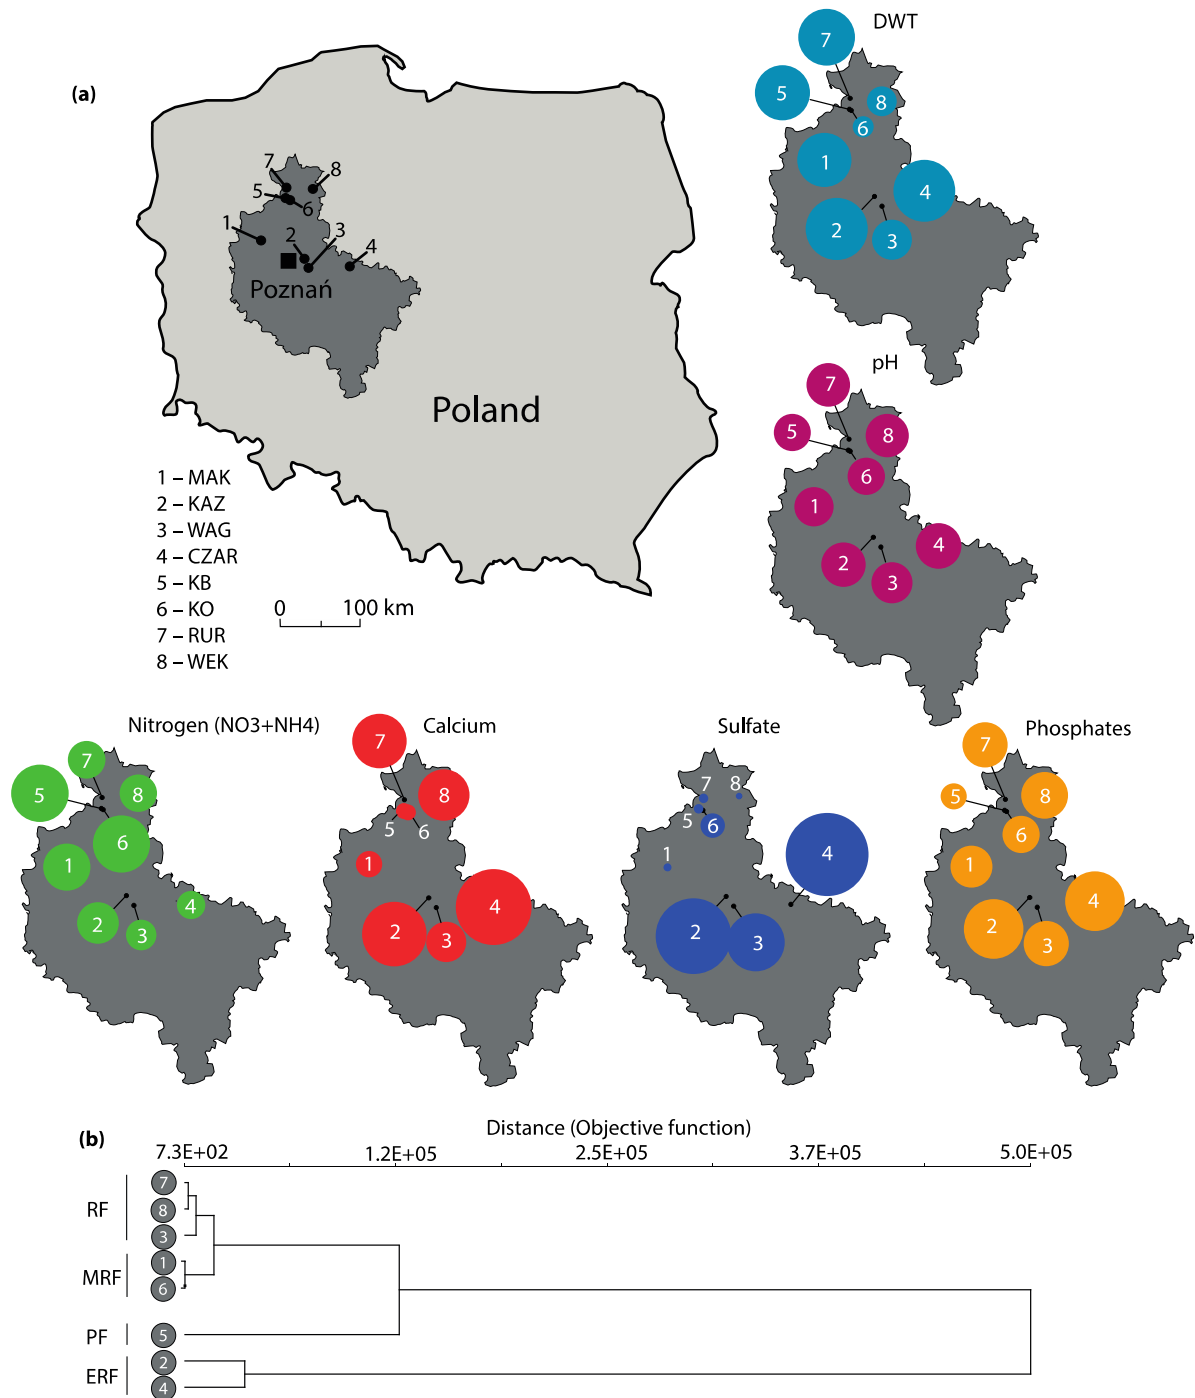 (a)
7
8
5
6
1
2
3
4
Poznań
Poland
1 – MAK
2 – KAZ
3 – WAG
4 – CZAR
5 – KB
6 – KO
7 – RUR
8 – WEK
0 100 km
DWT
7
5
8
6
1
4
2
3
pH
7
5
8
6
1
4
2
3
Nitrogen (NO3+NH4)
7
5
8
6
1
4
2
3
Calcium
7
8
5
6
1
4
2
3
Sulfate
7
8
5
6
1
4
2
3
Phosphates
7
5
8
6
1
4
2
3
(b)
Distance (Objective function)
7.3E+02 1.2E+05 2.5E+05 3.7E+05 5.0E+05
RF
7
8
3
MRF
1
6
PF
5
ERF
2
4